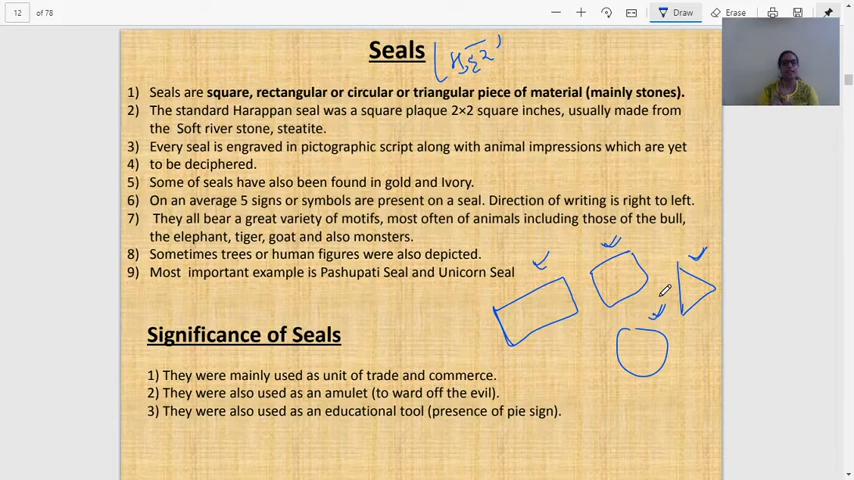 12 of 78
Draw
Erase
Seals
1) Seals are square, rectangular or circular or triangular piece of material (mainly stones).
2) The standard Harappan seal was a square plaque 2×2 square inches, usually made from
the Soft river stone, steatite.
3) Every seal is engraved in pictographic script along with animal impressions which are yet
4) to be deciphered.
5) Some of seals have also been found in gold and Ivory.
6) On an average 5 signs or symbols are present on a seal. Direction of writing is right to left.
7) They all bear a great variety of motifs, most often of animals including those of the bull,
the elephant, tiger, goat and also monsters.
8) Sometimes trees or human figures were also depicted.
9) Most important example is Pashupati Seal and Unicorn Seal
Significance of Seals
1) They were mainly used as unit of trade and commerce.
2) They were also used as an amulet (to ward off the evil).
3) They were also used as an educational tool (presence of pie sign).